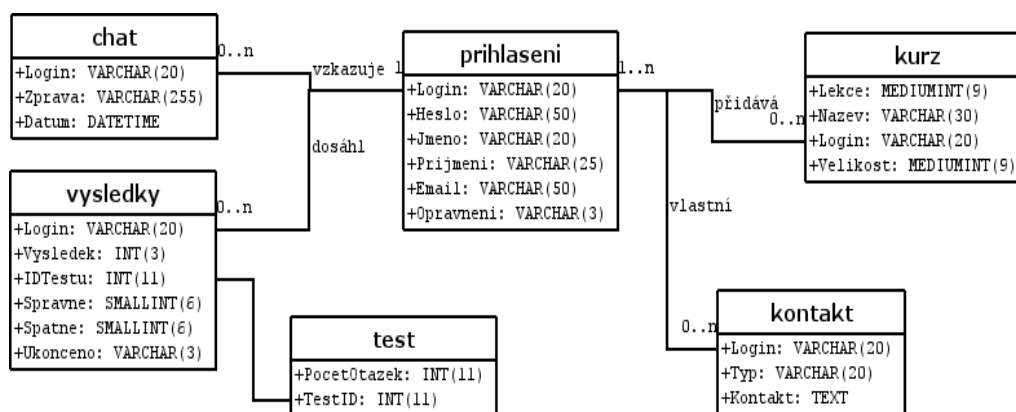 chat
+Login: VARCHAR(20)
+Zprava: VARCHAR(255)
+Datum: DATETIME
0..n
vzkazuje 1
prihlaseni
+Login: VARCHAR(20)
+Heslo: VARCHAR(50)
+Jmeno: VARCHAR(20)
+Prijmeni: VARCHAR(25)
+Email: VARCHAR(50)
+Opravneni: VARCHAR(3)
1..n
přidává
0..n
kurz
+Lekce: MEDIUMINT(9)
+Nazev: VARCHAR(30)
+Login: VARCHAR(20)
+Velikost: MEDIUMINT(9)
dosáhl
0..n
vysledky
+Login: VARCHAR(20)
+Vysledek: INT(3)
+IDTestu: INT(11)
+Spravne: SMALLINT(6)
+Spatne: SMALLINT(6)
+Ukonceno: VARCHAR(3)
test
+PocetOtazek: INT(11)
+TestID: INT(11)
vlastní
0..n
kontakt
+Login: VARCHAR(20)
+Typ: VARCHAR(20)
+Kontakt: TEXT